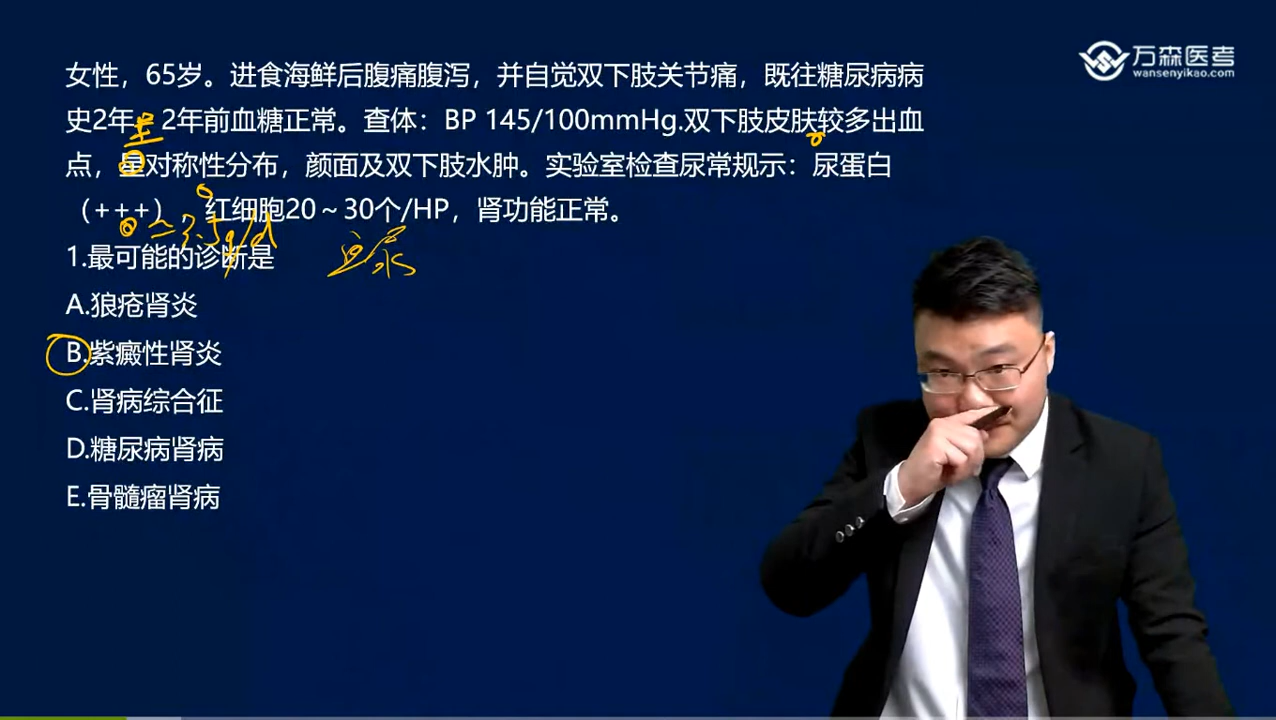 万森医考
wansenyikao.com
女性，65岁。进食海鲜后腹痛腹泻，并自觉双下肢关节痛，既往糖尿病病
史2年，2年前血糖正常。查体：BP 145/100mmHg.双下肢皮肤较多出血
点，呈对称性分布，颜面及双下肢水肿。实验室检查尿常规示：尿蛋白
（+++），红细胞20～30个/HP，肾功能正常。
≥3.5g/d
血尿
1.最可能的诊断是
A.狼疮肾炎
B.紫癜性肾炎
C.肾病综合征
D.糖尿病肾病
E.骨髓瘤肾病